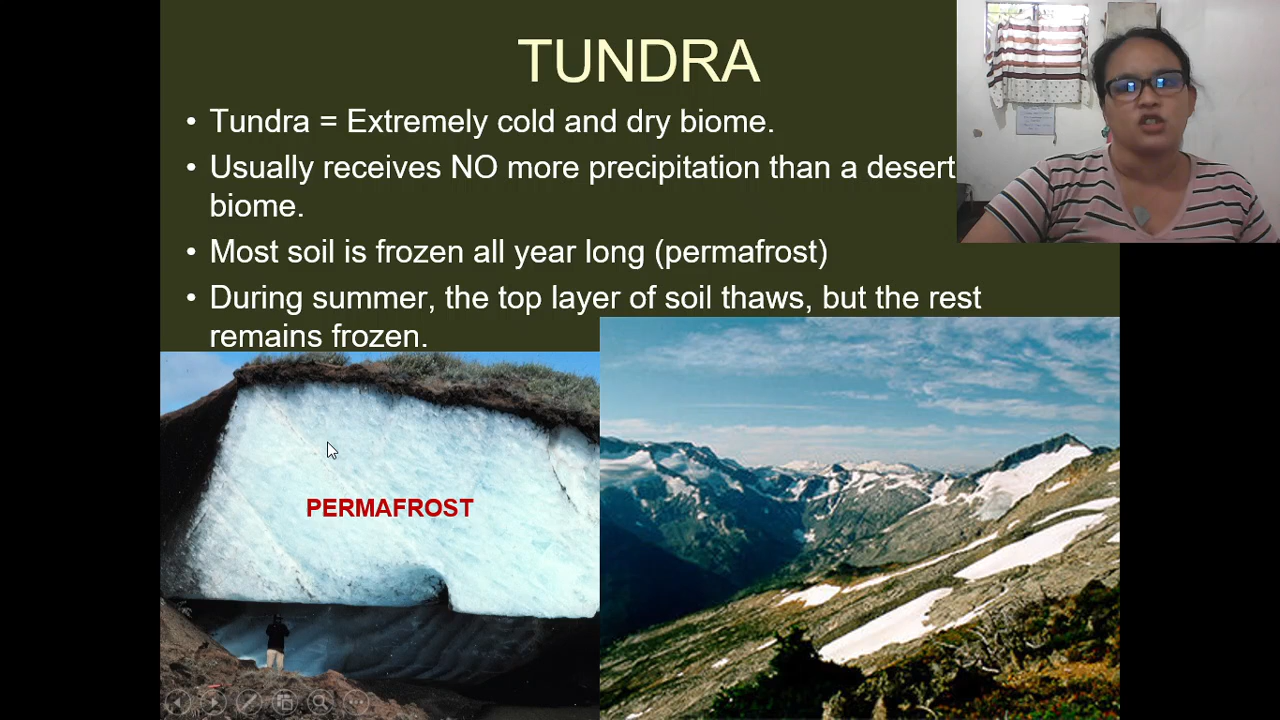 TUNDRA
• Tundra = Extremely cold and dry biome.
• Usually receives NO more precipitation than a desert
biome.
• Most soil is frozen all year long (permafrost)
• During summer, the top layer of soil thaws, but the rest
remains frozen.
PERMAFROST